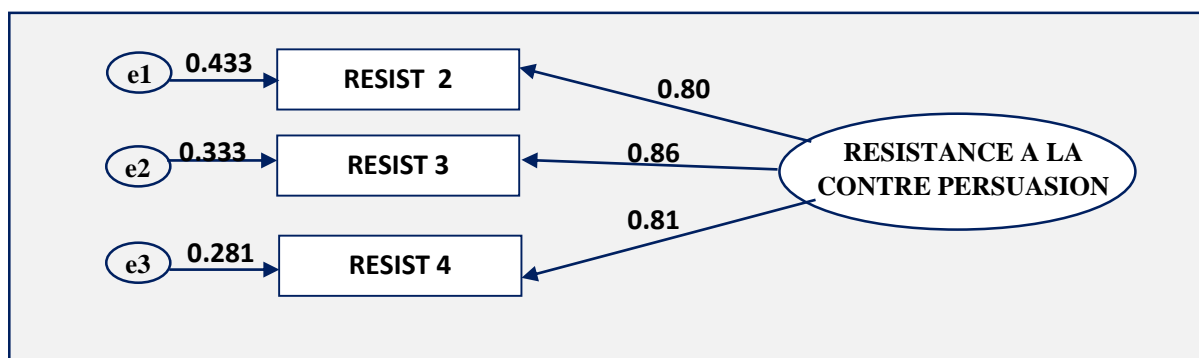 e1 0.433 RESIST 2 0.80
e2 0.333 RESIST 3 0.86
RESISTANCE A LA
CONTRE PERSUASION
e3 0.281 RESIST 4 0.81